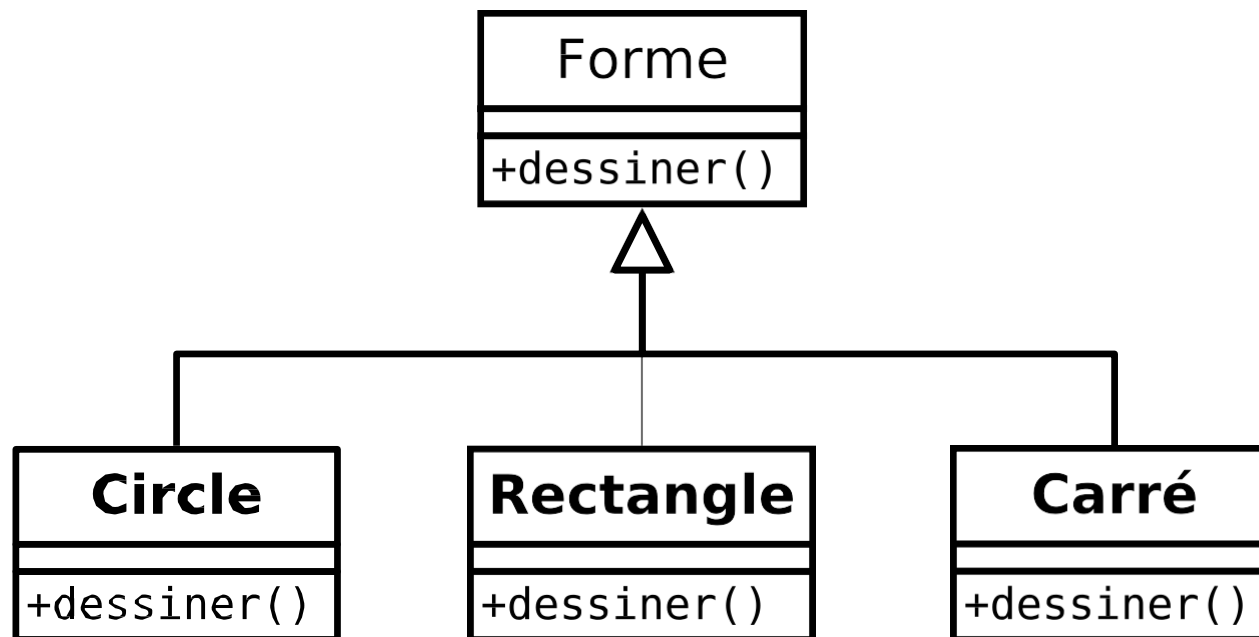 Forme
+dessiner()
Circle
Rectangle
Carré
+dessiner()
+dessiner()
+dessiner()